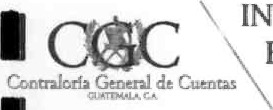 CGC
Contraloría General de Cuentas
GUATEMALA, C.A.
IN